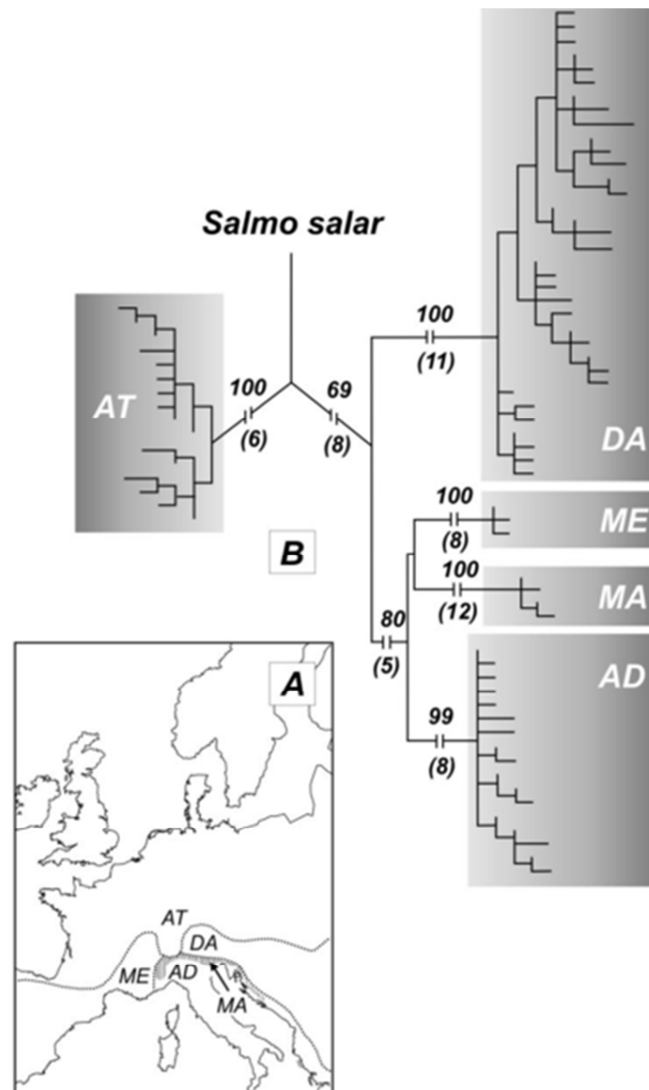 Salmo salar
AT
100
(6)
69
(8)
100
(11)
DA
100
(8)
ME
100
(12)
MA
80
(5)
99
(8)
AD
B
A
AT
DA
ME
AD
MA